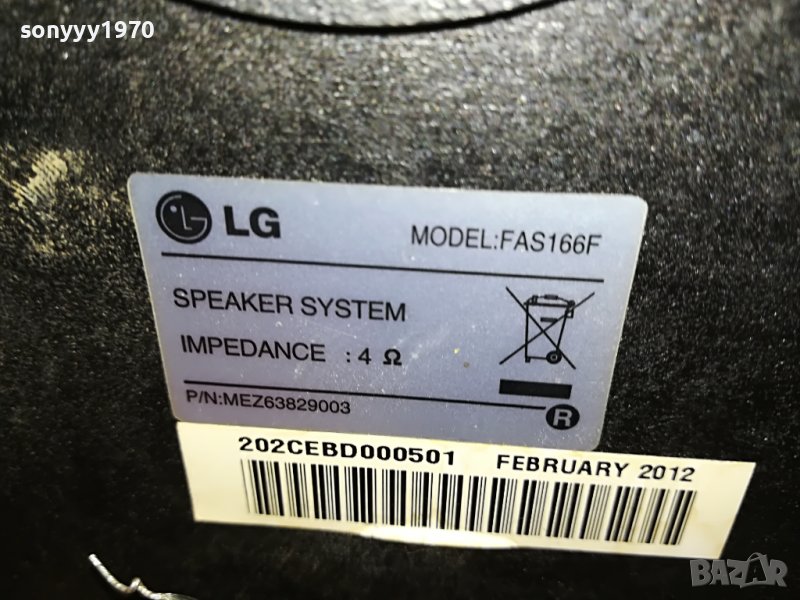 sonyyy1970
LG
MODEL:FAS166F
SPEAKER SYSTEM
IMPEDANCE : 4 Ω
P/N:MEZ63829003
R
202CEBD000501 FEBRUARY 2012
BAZAR